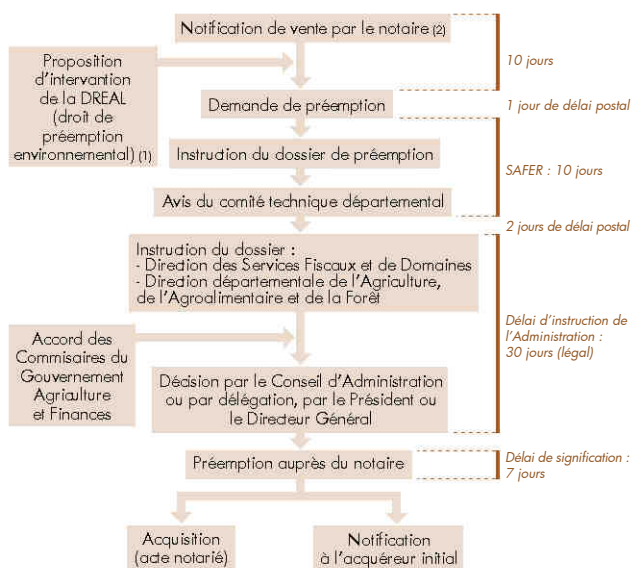 Notification de vente par le notaire (2)
10 jours
Proposition
d'intervantion
de la DREAL
(droit de
préemption
environnemental) (1)
Demande de préemption
1 jour de délai postal
Instruction du dossier de préemption
SAFER : 10 jours
Avis du comité technique départemental
2 jours de délai postal
Instruction du dossier :
- Direction des Services Fiscaux et de Domaines
- Direction départementale de l'Agriculture,
de l'Agroalimentaire et de la Forêt
Délai d'instruction de
l'Administration :
30 jours (légal)
Accord des
Commisaires du
Gouvernement
Agriculture
et Finances
Décision par le Conseil d'Administration
ou par délégation, par le Président ou
le Directeur Général
Préemption auprès du notaire
Délai de signification :
7 jours
Acquisition
(acte notarié)
Notification
à l'acquéreur initial